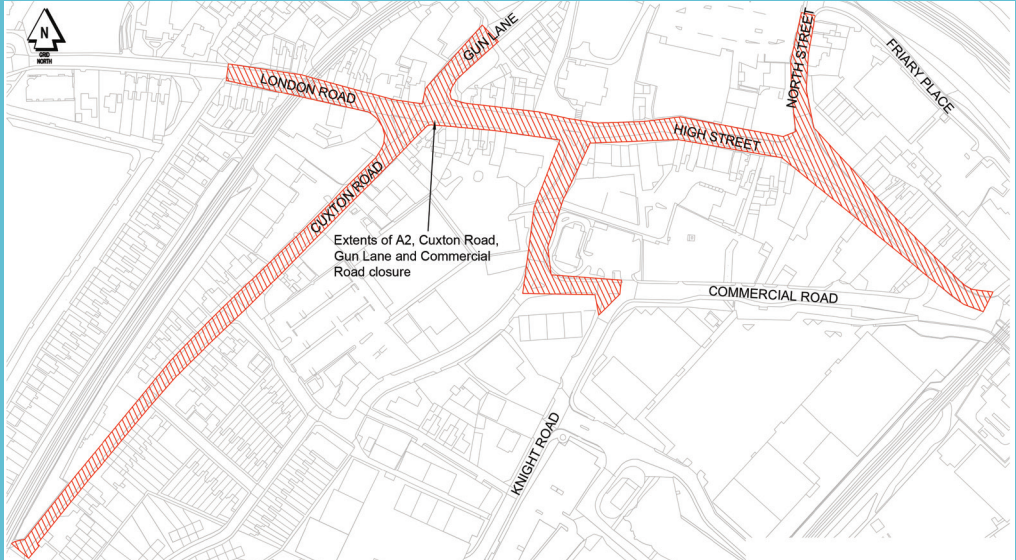 N
GRID
NORTH
LONDON ROAD
GUN LANE
NORTH STREET
FRIARY PLACE
HIGH STREET
CUXTON ROAD
Extents of A2, Cuxton Road,
Gun Lane and Commercial
Road closure
COMMERCIAL ROAD
KNIGHT ROAD